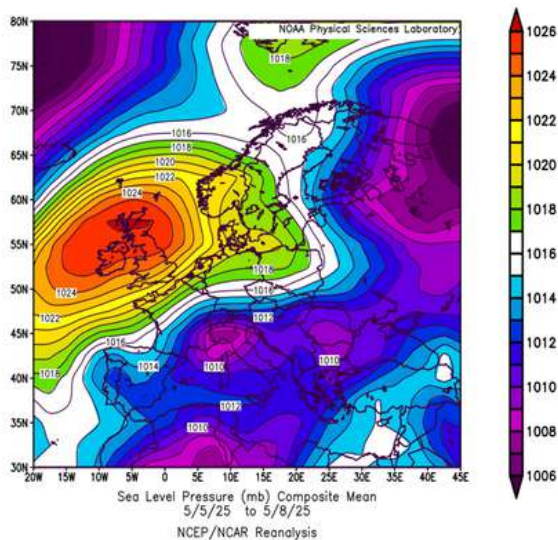 NOAA Physical Sciences Laboratory
80N
75N
70N
65N
60N
55N
50N
45N
40N
35N
30N
1018
1016
1016
1018
1020
1022
1024
1024
1022
1018
1016
1014
1018
1016
1012
1010
1010
1012
1010
20W 15W 10W 5W 0 5E 10E 15E 20E 25E 30E 35E 40E 45E
1026
1024
1022
1020
1018
1016
1014
1012
1010
1008
1006
Sea Level Pressure (mb) Composite Mean
5/5/25 to 5/8/25
NCEP/NCAR Reanalysis